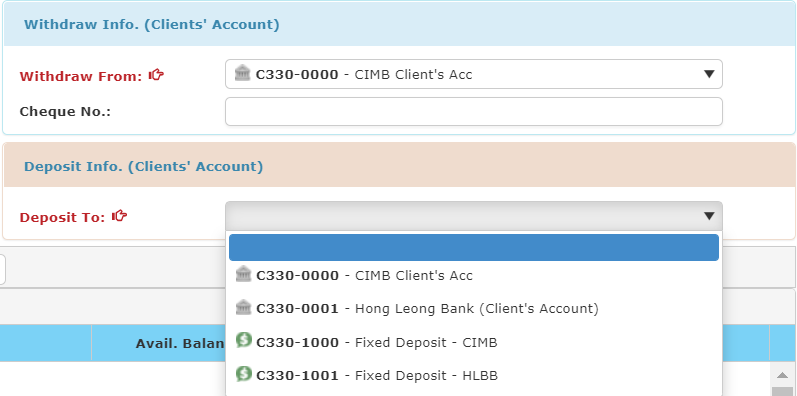 Withdraw Info. (Clients' Account)
Withdraw From: C330-0000 - CIMB Client's Acc
Cheque No.:
Deposit Info. (Clients' Account)
Deposit To:
C330-0000 - CIMB Client's Acc
C330-0001 - Hong Leong Bank (Client's Account)
C330-1000 - Fixed Deposit - CIMB
Avail. Balan
C330-1001 - Fixed Deposit - HLBB